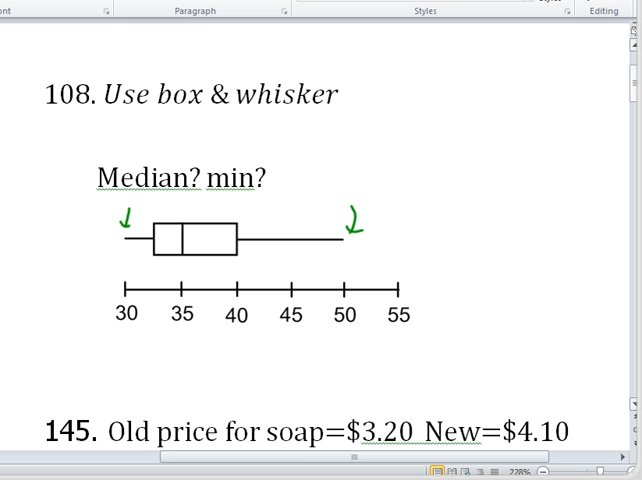 Paragraph Styles Editing
108. Use box & whisker
Median? min?
30 35 40 45 50 55
145. Old price for soap=$3.20 New=$4.10
228%